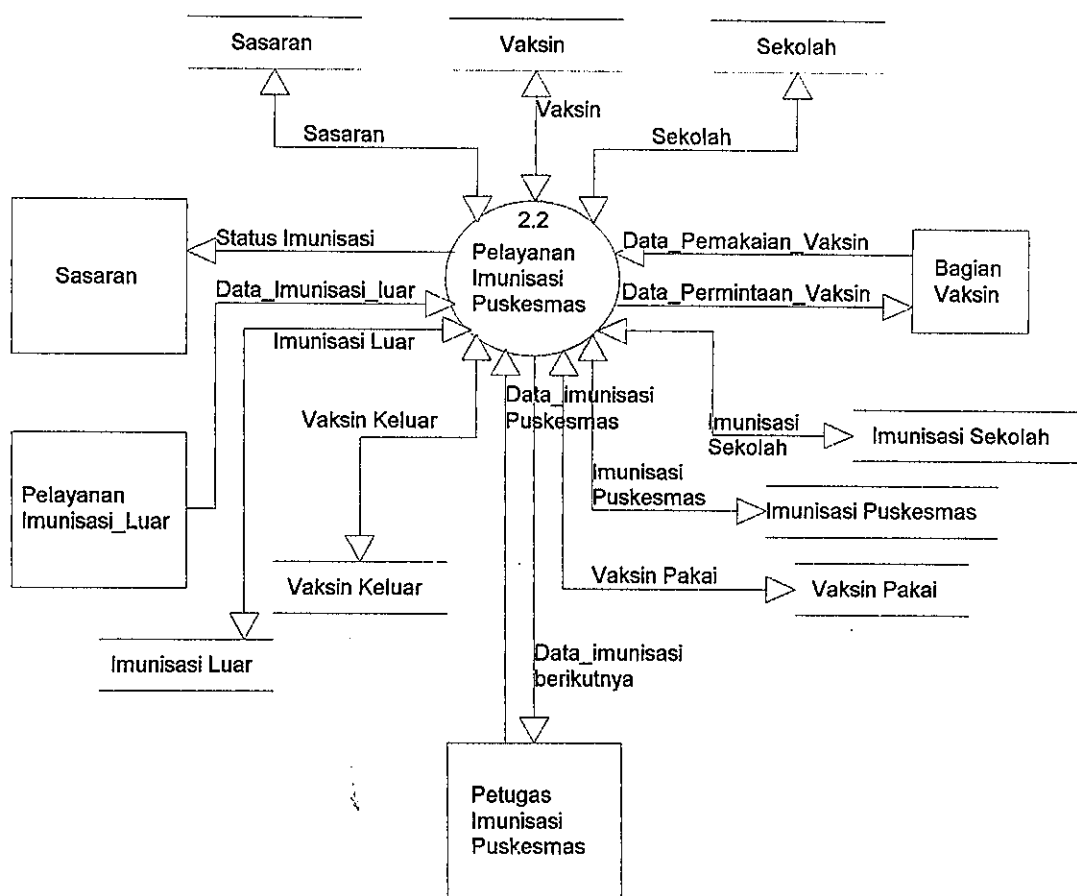 Sasaran
Vaksin
Sekolah
Vaksin
Sasaran
Sekolah
2.2
Pelayanan
Imunisasi
Puskesmas
Status Imunisasi
Sasaran
Data_Imunisasi_luar
Imunisasi Luar
Data_Pemakaian_Vaksin
Data_Permintaan_Vaksin
Bagian
Vaksin
Vaksin Keluar
Data_imunisasi
Puskesmas
Imunisasi
Sekolah
Imunisasi Sekolah
Pelayanan
Imunisasi_Luar
Imunisasi
Puskesmas
Imunisasi Puskesmas
Vaksin Keluar
Vaksin Pakai
Vaksin Pakai
Imunisasi Luar
Data_imunisasi
berikutnya
Petugas
Imunisasi
Puskesmas